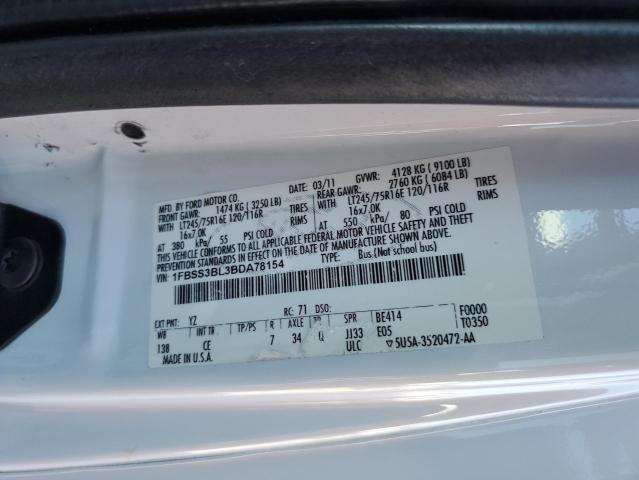 MFD. BY FORD MOTOR CO.
DATE: 03/11 GVWR: 4128 KG ( 9100 LB)
FRONT GAWR: 1474 KG ( 3250 LB) REAR GAWR: 2760 KG ( 6084 LB)
WITH LT245/75R16E 120/116R TIRES WITH LT245/75R16E 120/116R TIRES
16x7.0K RIMS 16x7.0K RIMS
AT 380 kPa/ 55 PSI COLD AT 550 kPa/ 80 PSI COLD
THIS VEHICLE CONFORMS TO ALL APPLICABLE FEDERAL MOTOR VEHICLE SAFETY AND THEFT
PREVENTION STANDARDS IN EFFECT ON THE DATE OF MANUFACTURE SHOWN ABOVE.
VIN: 1FBSS3BL3BDA78154 TYPE: Bus (Not school bus)
EXT PNT: YZ RC: 71 DSO:
WB INT TR TP/PS R AXLE TR SPR BE414 F0000
138 CE 7 34 Q JJ33 E05 T0350
MADE IN U.S.A. ULC ▽5U5A-3520472-AA